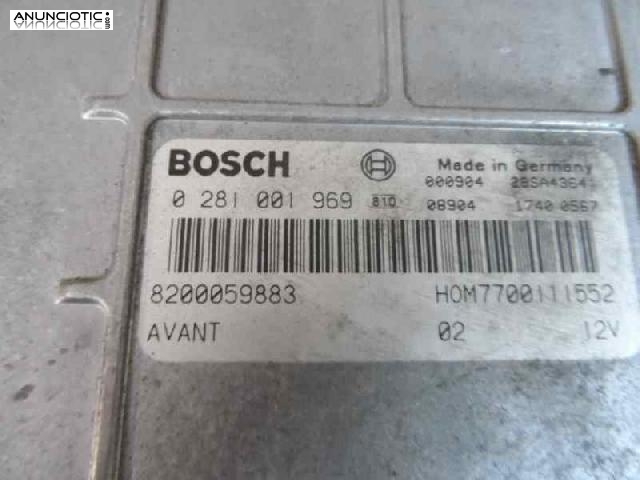 ANUNCIOTIC.com
BOSCH Made in Germany
000904 28SA4364
0 281 001 969 810 08904 1740 0567
8200059883 HOM7700111552
AVANT 02 12V